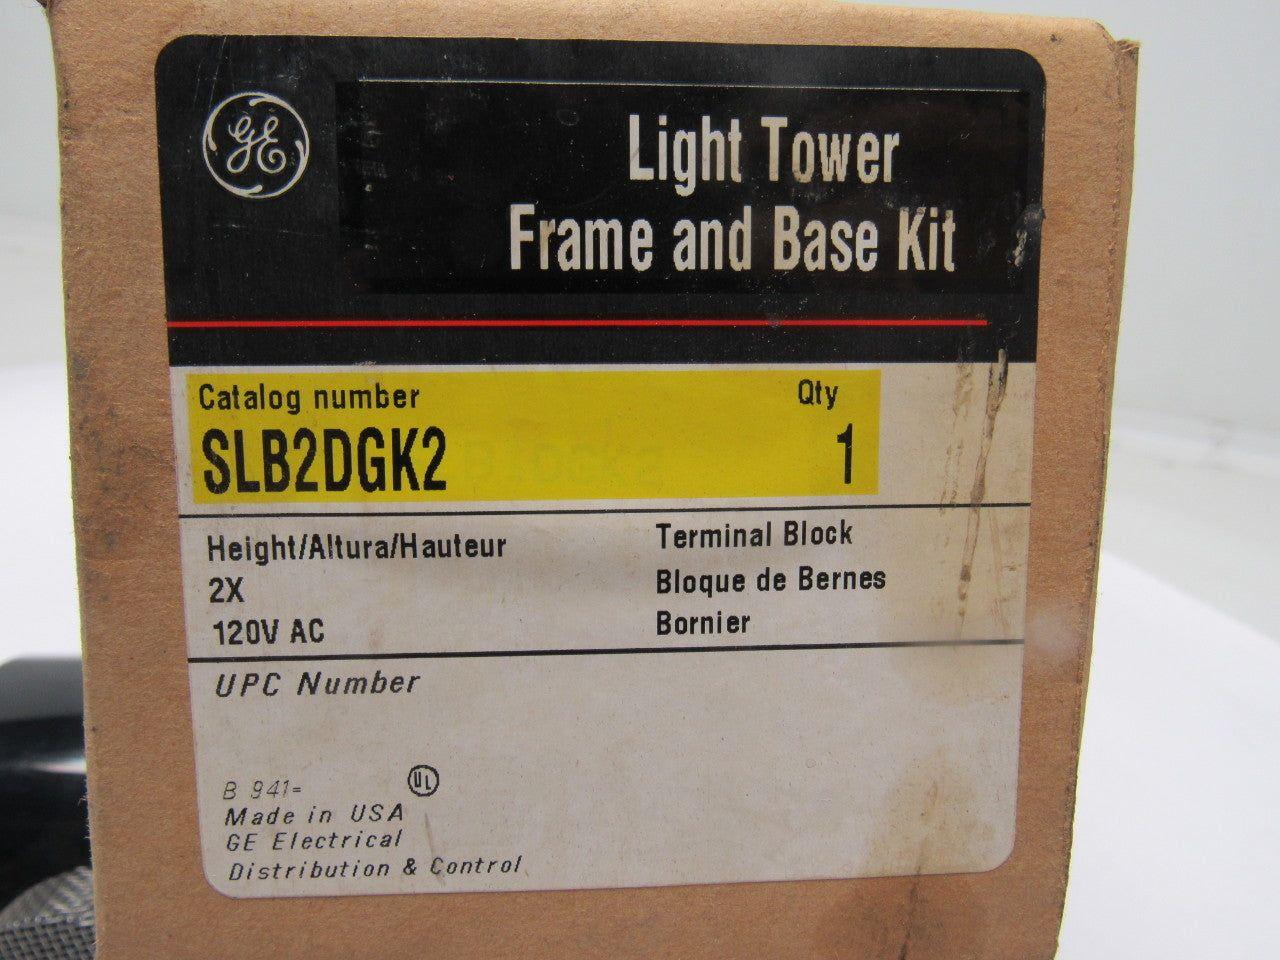 GE
Light Tower
Frame and Base Kit
Catalog number Qty
SLB2DGK2 1
Height/Altura/Hauteur Terminal Block
2X Bloque de Bernes
120V AC Bornier
UPC Number
B 941= UL
Made in USA
GE Electrical
Distribution & Control